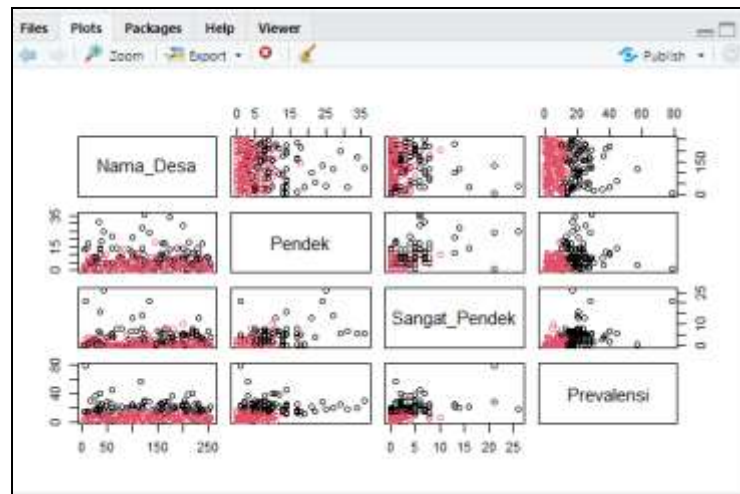 Files Plots Packages Help Viewer
Zoom Export Publish
0 5 15 25 36 0 20 40 60 80
Nama_Desa
0 150
0 15 35
Pendek
Sangat_Pendek
0 10 25
0 40 80
Prevalensi
0 50 150 250 0 5 10 15 20 25